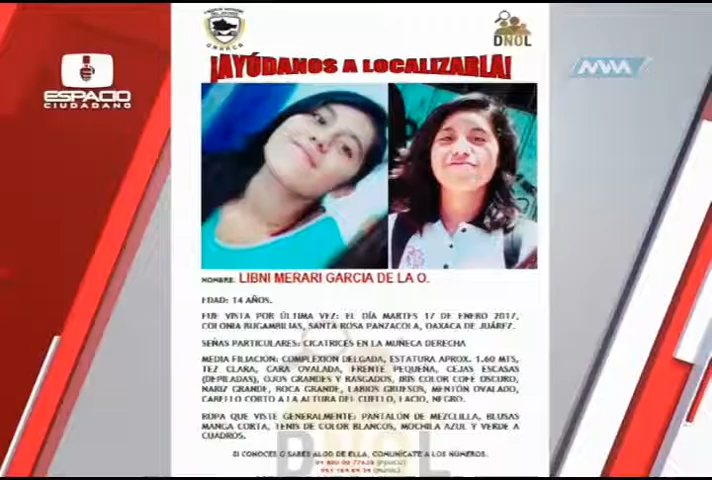 OAXACA
DNOL
¡AYÚDANOS A LOCALIZARLA!
ESPACIO
CIUDADANO
NOMBRE: LIBNI MERARI GARCIA DE LA O.
EDAD: 14 AÑOS.
FUE VISTA POR ÚLTIMA VEZ: EL DÍA MARTES 17 DE ENERO 2017,
COLONIA BUGAMBILIAS, SANTA ROSA PANZACOLA, OAXACA DE JUÁREZ.
SEÑAS PARTICULARES: CICATRICES EN LA MUÑECA DERECHA
MEDIA FILIACIÓN: COMPLEXIÓN DELGADA, ESTATURA APROX. 1.60 MTS,
TEZ CLARA, CARA OVALADA, FRENTE PEQUEÑA, CEJAS ESCASAS
(DEPILADAS), OJOS GRANDES Y RASGADOS, IRIS COLOR CAFE OSCURO,
NARIZ GRANDE, BOCA GRANDE, LABIOS GRUESOS, MENTÓN OVALADO,
CABELLO CORTO A LA ALTURA DEL CUELLO, LACIO, NEGRO.
ROPA QUE VISTE GENERALMENTE: PANTALÓN DE MEZCLILLA, BLUSAS
MANGA CORTA, TENIS DE COLOR BLANCOS, MOCHILA AZUL Y VERDE A
CUADROS.
SI CONOCES O SABES ALGO DE ELLA, COMUNÍCATE A LOS NÚMEROS.
DNOL